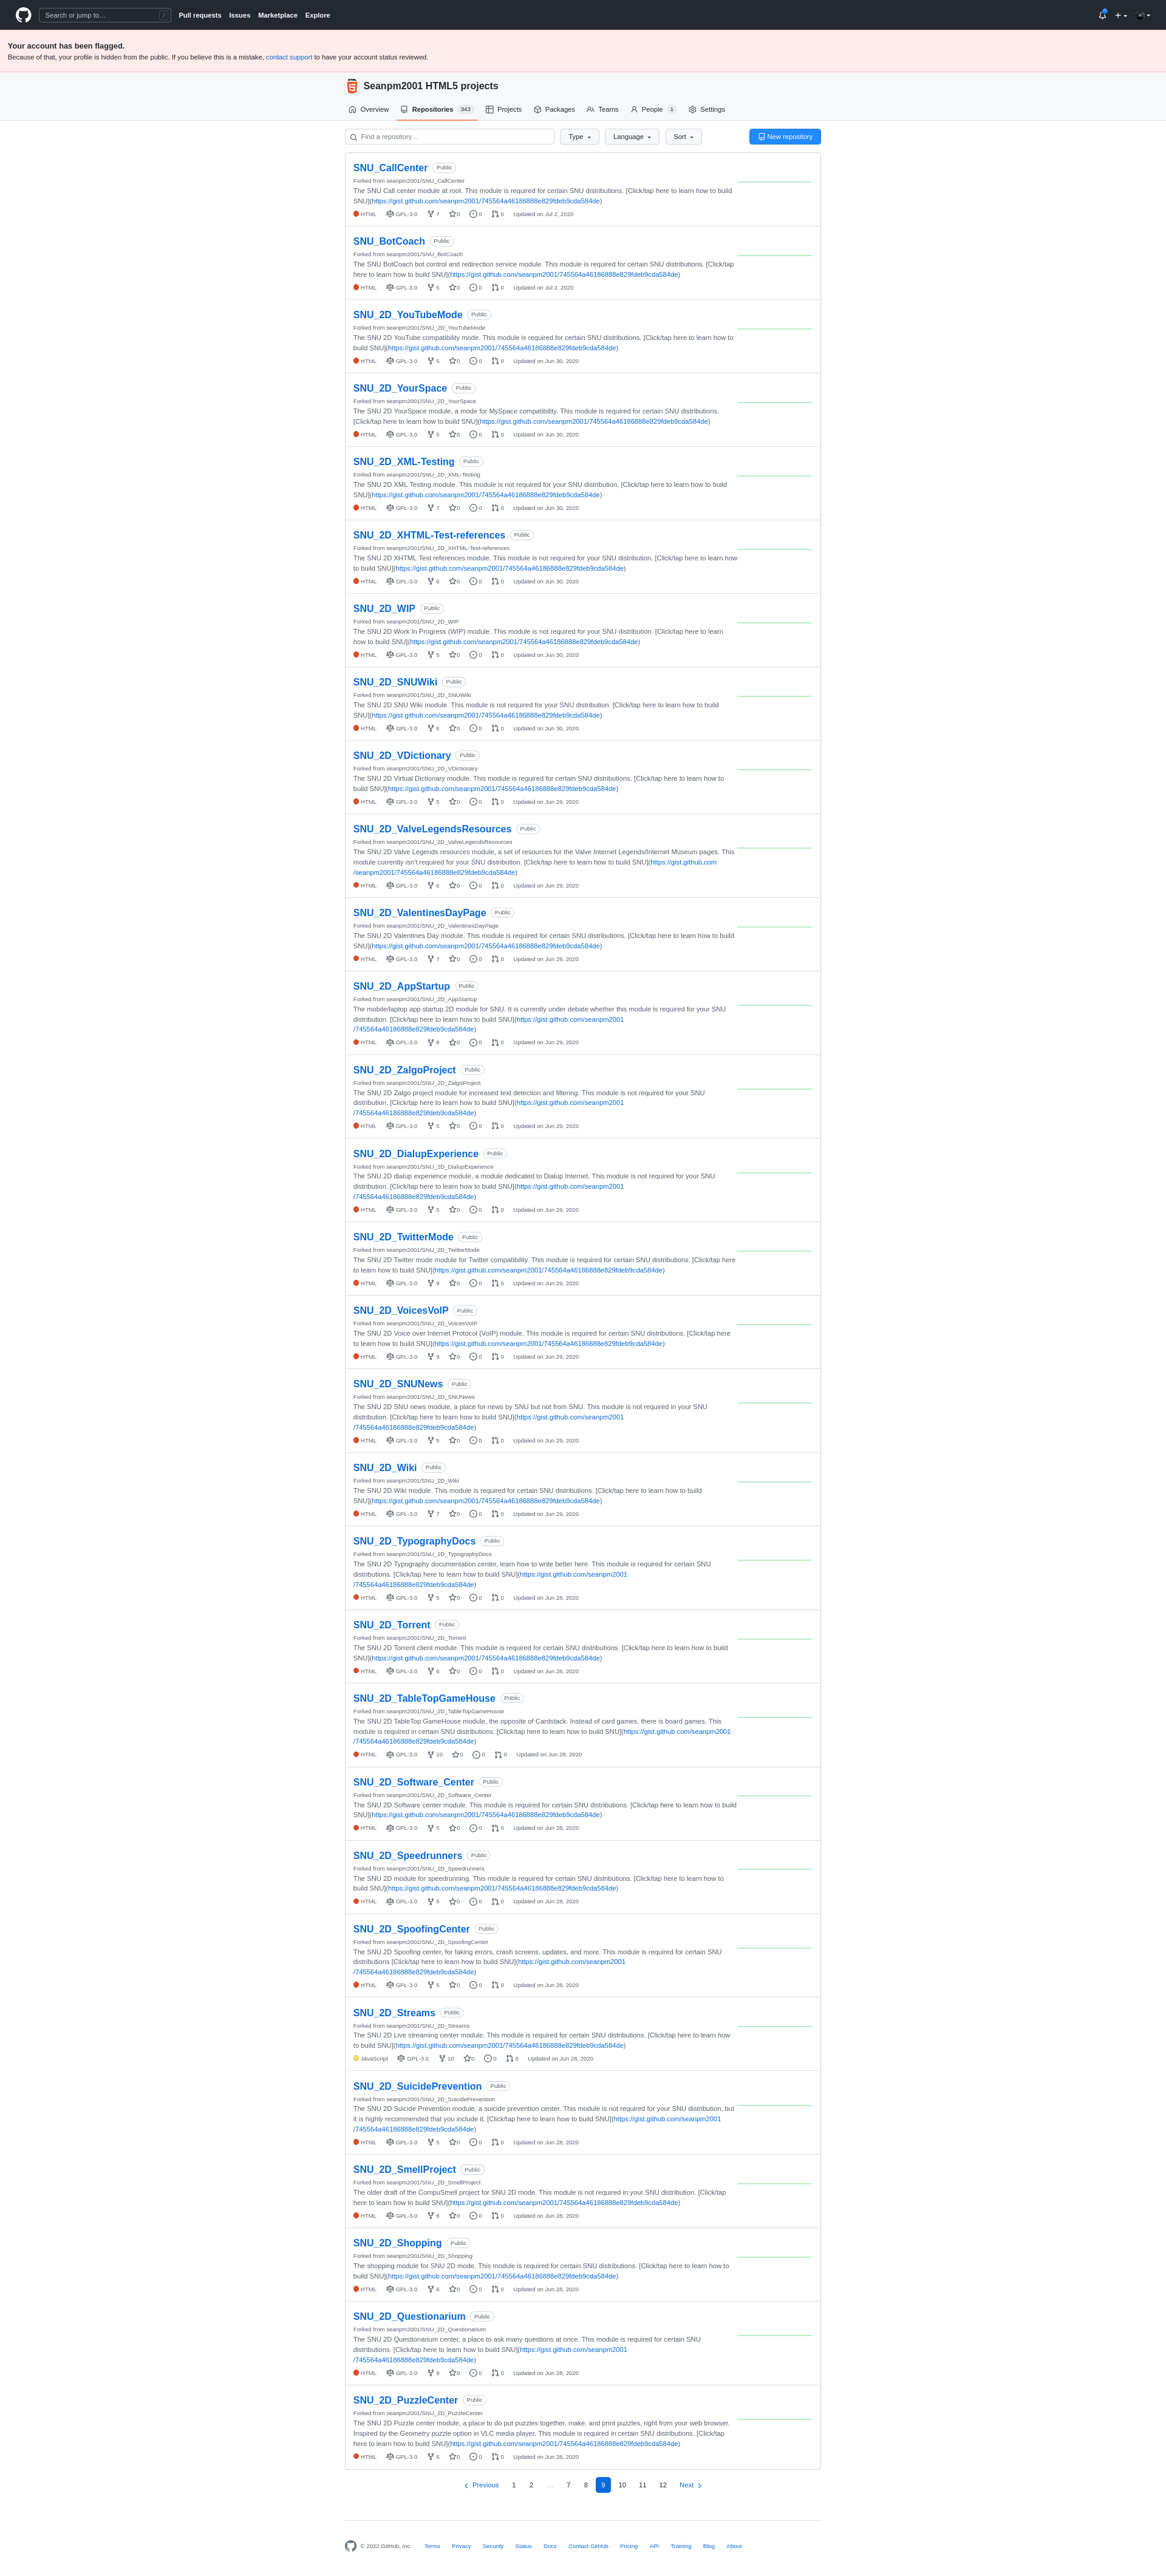 Search or jump to… /
Pull requests Issues Marketplace Explore
Your account has been flagged.
Because of that, your profile is hidden from the public. If you believe this is a mistake, contact support to have your account status reviewed.
Seanpm2001 HTML5 projects
Overview Repositories 343 Projects Packages Teams People 1 Settings
Find a repository… Type Language Sort New repository
SNU_CallCenter Public
Forked from seanpm2001/SNU_CallCenter
The SNU Call center module at root. This module is required for certain SNU distributions. [Click/tap here to learn how to build
SNU](https://gist.github.com/seanpm2001/745564a46186888e829fdeb9cda584de)
HTML GPL-3.0 7 0 0 0 Updated on Jul 2, 2020
SNU_BotCoach Public
Forked from seanpm2001/SNU_BotCoach
The SNU BotCoach bot control and redirection service module. This module is required for certain SNU distributions. [Click/tap
here to learn how to build SNU](https://gist.github.com/seanpm2001/745564a46186888e829fdeb9cda584de)
HTML GPL-3.0 5 0 0 0 Updated on Jul 2, 2020
SNU_2D_YouTubeMode Public
Forked from seanpm2001/SNU_2D_YouTubeMode
The SNU 2D YouTube compatibility mode. This module is required for certain SNU distributions. [Click/tap here to learn how to
build SNU](https://gist.github.com/seanpm2001/745564a46186888e829fdeb9cda584de)
HTML GPL-3.0 5 0 0 0 Updated on Jun 30, 2020
SNU_2D_YourSpace Public
Forked from seanpm2001/SNU_2D_YourSpace
The SNU 2D YourSpace module, a mode for MySpace compatibility. This module is required for certain SNU distributions.
[Click/tap here to learn how to build SNU](https://gist.github.com/seanpm2001/745564a46186888e829fdeb9cda584de)
HTML GPL-3.0 5 0 0 0 Updated on Jun 30, 2020
SNU_2D_XML-Testing Public
Forked from seanpm2001/SNU_2D_XML-Testing
The SNU 2D XML Testing module. This module is not required for your SNU distribution. [Click/tap here to learn how to build
SNU](https://gist.github.com/seanpm2001/745564a46186888e829fdeb9cda584de)
HTML GPL-3.0 7 0 0 0 Updated on Jun 30, 2020
SNU_2D_XHTML-Test-references Public
Forked from seanpm2001/SNU_2D_XHTML-Test-references
The SNU 2D XHTML Test references module. This module is not required for your SNU distribution. [Click/tap here to learn how
to build SNU](https://gist.github.com/seanpm2001/745564a46186888e829fdeb9cda584de)
HTML GPL-3.0 6 0 0 0 Updated on Jun 30, 2020
SNU_2D_WIP Public
Forked from seanpm2001/SNU_2D_WIP
The SNU 2D Work In Progress (WIP) module. This module is not required for your SNU distribution. [Click/tap here to learn
how to build SNU](https://gist.github.com/seanpm2001/745564a46186888e829fdeb9cda584de)
HTML GPL-3.0 5 0 0 0 Updated on Jun 30, 2020
SNU_2D_SNUWiki Public
Forked from seanpm2001/SNU_2D_SNUWiki
The SNU 2D SNU Wiki module. This module is not required for your SNU distribution. [Click/tap here to learn how to build
SNU](https://gist.github.com/seanpm2001/745564a46186888e829fdeb9cda584de)
HTML GPL-3.0 6 0 0 0 Updated on Jun 30, 2020
SNU_2D_VDictionary Public
Forked from seanpm2001/SNU_2D_VDictionary
The SNU 2D Virtual Dictionary module. This module is required for certain SNU distributions. [Click/tap here to learn how to
build SNU](https://gist.github.com/seanpm2001/745564a46186888e829fdeb9cda584de)
HTML GPL-3.0 5 0 0 0 Updated on Jun 29, 2020
SNU_2D_ValveLegendsResources Public
Forked from seanpm2001/SNU_2D_ValveLegendsResources
The SNU 2D Valve Legends resources module, a set of resources for the Valve Internet Legends/Internet Museum pages. This
module currently isn't required for your SNU distribution. [Click/tap here to learn how to build SNU](https://gist.github.com
/seanpm2001/745564a46186888e829fdeb9cda584de)
HTML GPL-3.0 6 0 0 0 Updated on Jun 29, 2020
SNU_2D_ValentinesDayPage Public
Forked from seanpm2001/SNU_2D_ValentinesDayPage
The SNU 2D Valentines Day module. This module is required for certain SNU distributions. [Click/tap here to learn how to build
SNU](https://gist.github.com/seanpm2001/745564a46186888e829fdeb9cda584de)
HTML GPL-3.0 7 0 0 0 Updated on Jun 29, 2020
SNU_2D_AppStartup Public
Forked from seanpm2001/SNU_2D_AppStartup
The mobile/laptop app startup 2D module for SNU. It is currently under debate whether this module is required for your SNU
distribution. [Click/tap here to learn how to build SNU](https://gist.github.com/seanpm2001
/745564a46186888e829fdeb9cda584de)
HTML GPL-3.0 8 0 0 0 Updated on Jun 29, 2020
SNU_2D_ZalgoProject Public
Forked from seanpm2001/SNU_2D_ZalgoProject
The SNU 2D Zalgo project module for increased text detection and filtering. This module is not required for your SNU
distribution. [Click/tap here to learn how to build SNU](https://gist.github.com/seanpm2001
/745564a46186888e829fdeb9cda584de)
HTML GPL-3.0 5 0 0 0 Updated on Jun 29, 2020
SNU_2D_DialupExperience Public
Forked from seanpm2001/SNU_2D_DialupExperience
The SNU 2D dialup experience module, a module dedicated to Dialup Internet. This module is not required for your SNU
distribution. [Click/tap here to learn how to build SNU](https://gist.github.com/seanpm2001
/745564a46186888e829fdeb9cda584de)
HTML GPL-3.0 5 0 0 0 Updated on Jun 29, 2020
SNU_2D_TwitterMode Public
Forked from seanpm2001/SNU_2D_TwitterMode
The SNU 2D Twitter mode module for Twitter compatibility. This module is required for certain SNU distributions. [Click/tap here
to learn how to build SNU](https://gist.github.com/seanpm2001/745564a46186888e829fdeb9cda584de)
HTML GPL-3.0 9 0 0 0 Updated on Jun 29, 2020
SNU_2D_VoicesVoIP Public
Forked from seanpm2001/SNU_2D_VoicesVoIP
The SNU 2D Voice over Internet Protocol (VoIP) module. This module is required for certain SNU distributions. [Click/tap here
to learn how to build SNU](https://gist.github.com/seanpm2001/745564a46186888e829fdeb9cda584de)
HTML GPL-3.0 9 0 0 0 Updated on Jun 29, 2020
SNU_2D_SNUNews Public
Forked from seanpm2001/SNU_2D_SNUNews
The SNU 2D SNU news module, a place for news by SNU but not from SNU. This module is not required in your SNU
distribution. [Click/tap here to learn how to build SNU](https://gist.github.com/seanpm2001
/745564a46186888e829fdeb9cda584de)
HTML GPL-3.0 5 0 0 0 Updated on Jun 29, 2020
SNU_2D_Wiki Public
Forked from seanpm2001/SNU_2D_Wiki
The SNU 2D Wiki module. This module is required for certain SNU distributions. [Click/tap here to learn how to build
SNU](https://gist.github.com/seanpm2001/745564a46186888e829fdeb9cda584de)
HTML GPL-3.0 7 0 0 0 Updated on Jun 29, 2020
SNU_2D_TypographyDocs Public
Forked from seanpm2001/SNU_2D_TypographyDocs
The SNU 2D Typography documentation center, learn how to write better here. This module is required for certain SNU
distributions. [Click/tap here to learn how to build SNU](https://gist.github.com/seanpm2001
/745564a46186888e829fdeb9cda584de)
HTML GPL-3.0 5 0 0 0 Updated on Jun 28, 2020
SNU_2D_Torrent Public
Forked from seanpm2001/SNU_2D_Torrent
The SNU 2D Torrent client module. This module is required for certain SNU distributions. [Click/tap here to learn how to build
SNU](https://gist.github.com/seanpm2001/745564a46186888e829fdeb9cda584de)
HTML GPL-3.0 6 0 0 0 Updated on Jun 28, 2020
SNU_2D_TableTopGameHouse Public
Forked from seanpm2001/SNU_2D_TableTopGameHouse
The SNU 2D TableTop GameHouse module, the opposite of Cardstack. Instead of card games, there is board games. This
module is required in certain SNU distributions. [Click/tap here to learn how to build SNU](https://gist.github.com/seanpm2001
/745564a46186888e829fdeb9cda584de)
HTML GPL-3.0 10 0 0 0 Updated on Jun 28, 2020
SNU_2D_Software_Center Public
Forked from seanpm2001/SNU_2D_Software_Center
The SNU 2D Software center module. This module is required for certain SNU distributions. [Click/tap here to learn how to build
SNU](https://gist.github.com/seanpm2001/745564a46186888e829fdeb9cda584de)
HTML GPL-3.0 5 0 0 0 Updated on Jun 28, 2020
SNU_2D_Speedrunners Public
Forked from seanpm2001/SNU_2D_Speedrunners
The SNU 2D module for speedrunning. This module is required for certain SNU distributions. [Click/tap here to learn how to
build SNU](https://gist.github.com/seanpm2001/745564a46186888e829fdeb9cda584de)
HTML GPL-3.0 5 0 0 0 Updated on Jun 28, 2020
SNU_2D_SpoofingCenter Public
Forked from seanpm2001/SNU_2D_SpoofingCenter
The SNU 2D Spoofing center, for faking errors, crash screens, updates, and more. This module is required for certain SNU
distributions [Click/tap here to learn how to build SNU](https://gist.github.com/seanpm2001
/745564a46186888e829fdeb9cda584de)
HTML GPL-3.0 5 0 0 0 Updated on Jun 28, 2020
SNU_2D_Streams Public
Forked from seanpm2001/SNU_2D_Streams
The SNU 2D Live streaming center module. This module is required for certain SNU distributions. [Click/tap here to learn how
to build SNU](https://gist.github.com/seanpm2001/745564a46186888e829fdeb9cda584de)
JavaScript GPL-3.0 10 0 0 0 Updated on Jun 28, 2020
SNU_2D_SuicidePrevention Public
Forked from seanpm2001/SNU_2D_SuicidePrevention
The SNU 2D Suicide Prevention module, a suicide prevention center. This module is not required for your SNU distribution, but
it is highly recommended that you include it. [Click/tap here to learn how to build SNU](https://gist.github.com/seanpm2001
/745564a46186888e829fdeb9cda584de)
HTML GPL-3.0 5 0 0 0 Updated on Jun 28, 2020
SNU_2D_SmellProject Public
Forked from seanpm2001/SNU_2D_SmellProject
The older draft of the CompuSmell project for SNU 2D mode. This module is not required in your SNU distribution. [Click/tap
here to learn how to build SNU](https://gist.github.com/seanpm2001/745564a46186888e829fdeb9cda584de)
HTML GPL-3.0 8 0 0 0 Updated on Jun 28, 2020
SNU_2D_Shopping Public
Forked from seanpm2001/SNU_2D_Shopping
The shopping module for SNU 2D mode. This module is required for certain SNU distributions. [Click/tap here to learn how to
build SNU](https://gist.github.com/seanpm2001/745564a46186888e829fdeb9cda584de)
HTML GPL-3.0 6 0 0 0 Updated on Jun 28, 2020
SNU_2D_Questionarium Public
Forked from seanpm2001/SNU_2D_Questionarium
The SNU 2D Questionarium center, a place to ask many questions at once. This module is required for certain SNU
distributions. [Click/tap here to learn how to build SNU](https://gist.github.com/seanpm2001
/745564a46186888e829fdeb9cda584de)
HTML GPL-3.0 9 0 0 0 Updated on Jun 28, 2020
SNU_2D_PuzzleCenter Public
Forked from seanpm2001/SNU_2D_PuzzleCenter
The SNU 2D Puzzle center module, a place to do put puzzles together, make, and print puzzles, right from your web browser.
Inspired by the Geometry puzzle option in VLC media player. This module is required in certain SNU distributions. [Click/tap
here to learn how to build SNU](https://gist.github.com/seanpm2001/745564a46186888e829fdeb9cda584de)
HTML GPL-3.0 5 0 0 0 Updated on Jun 28, 2020
Previous 1 2 … 7 8 9 10 11 12 Next
© 2022 GitHub, Inc. Terms Privacy Security Status Docs Contact GitHub Pricing API Training Blog About